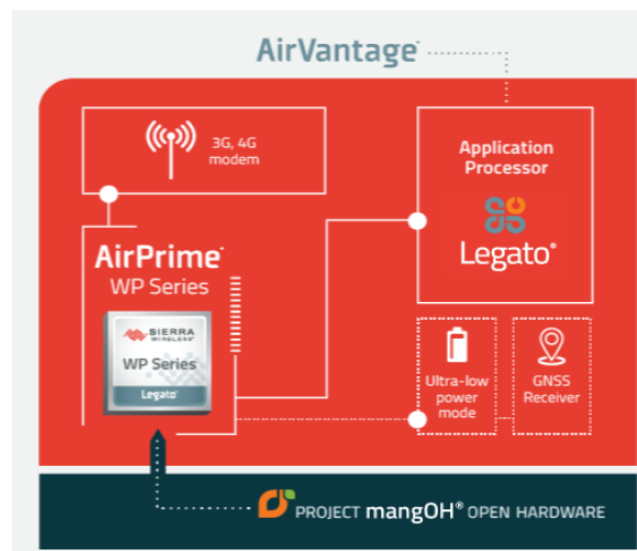 AirVantage
3G, 4G
modem
Application
Processor
Legato®
AirPrime
WP Series
SIERRA
WIRELESS
WP Series
Legato
Ultra-low
power
mode
GNSS
Receiver
PROJECT mangOH® OPEN HARDWARE